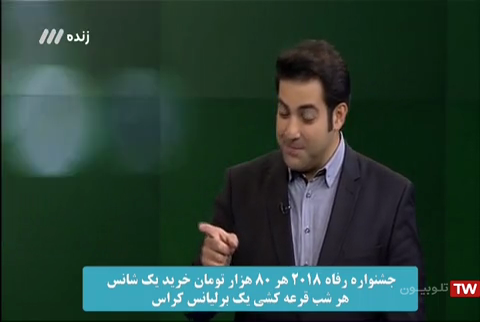 زنده
جشنواره رفاه ۲۰۱۸ هر ۸۰ هزار تومان خرید یک شانس
هر شب قرعه کشی یک برلیانس کراس
تلوبیون TW